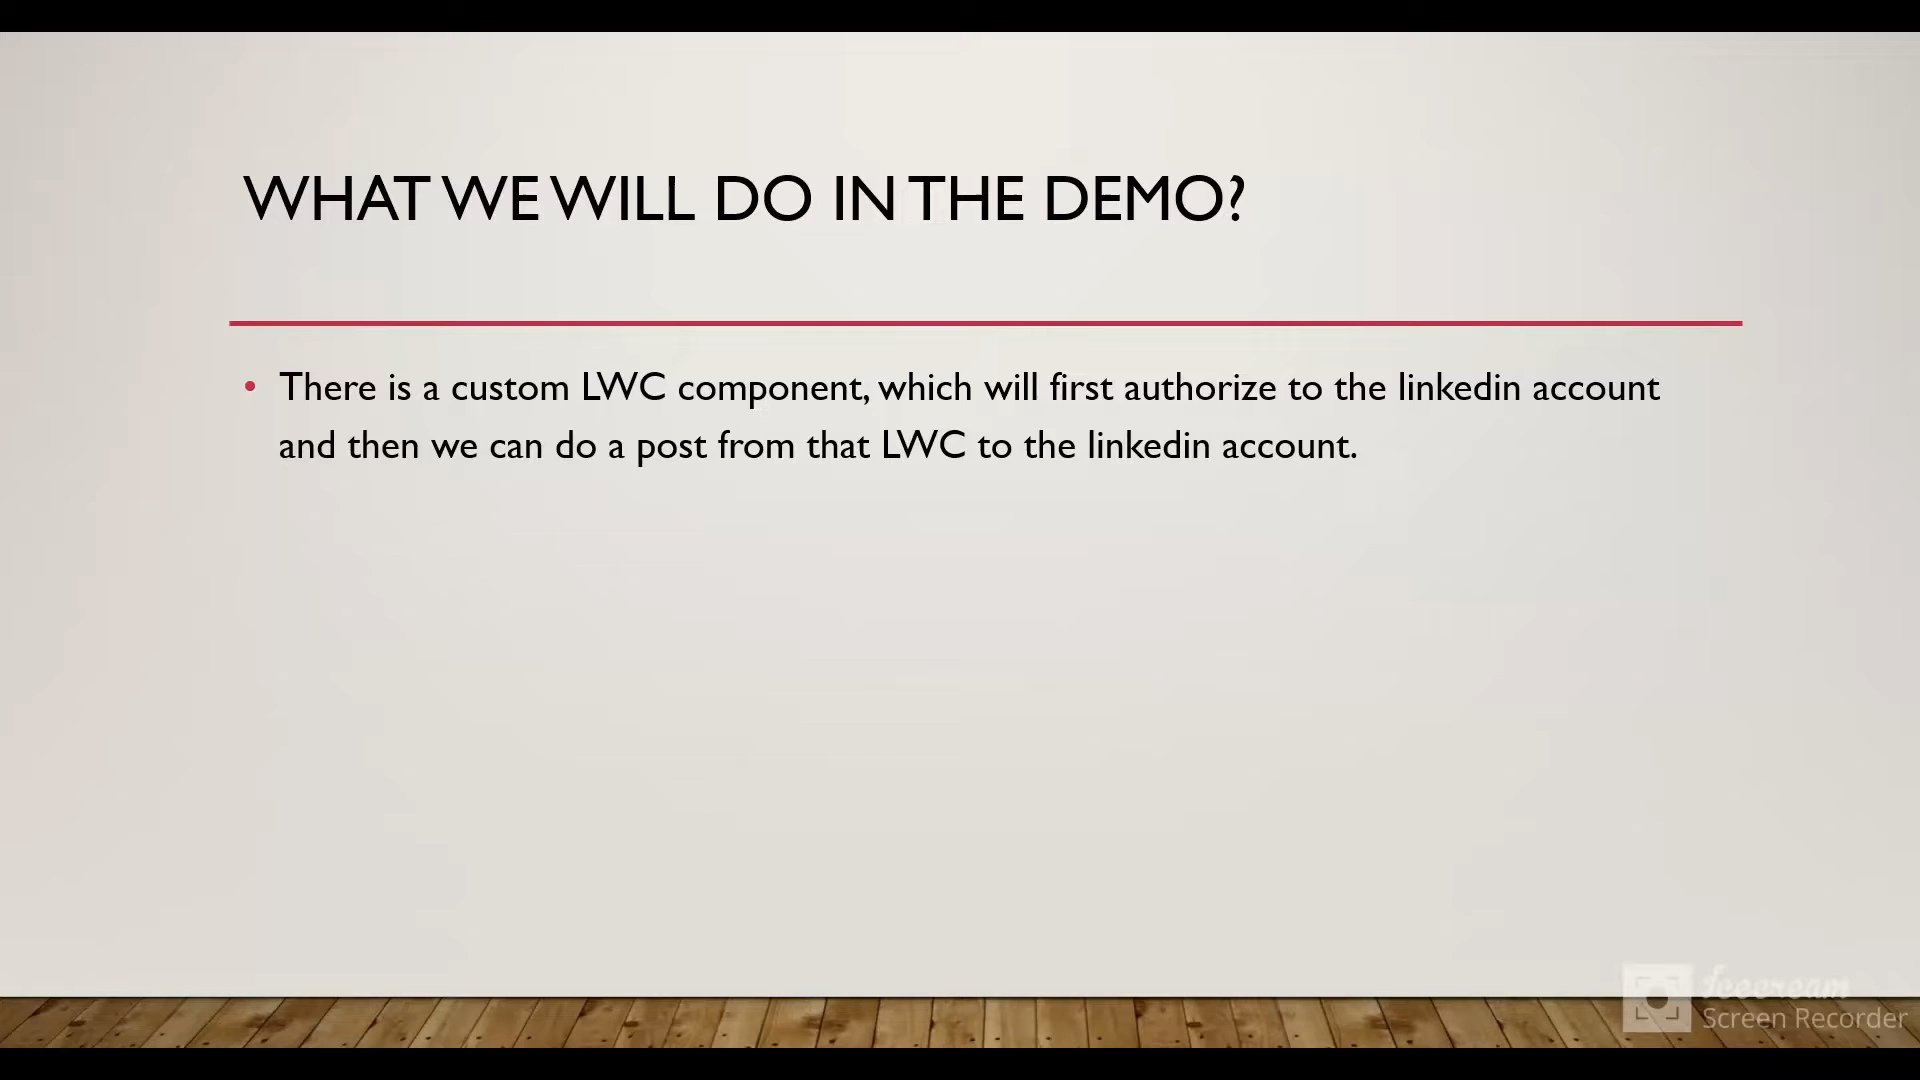 WHAT WE WILL DO IN THE DEMO?
• There is a custom LWC component, which will first authorize to the linkedin account
and then we can do a post from that LWC to the linkedin account.
Icecream
Screen Recorder